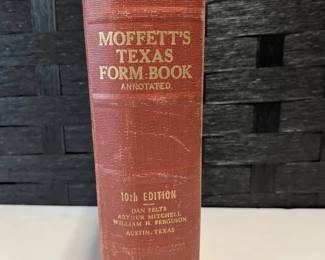 MOFFETT'S
TEXAS
FORM-BOOK
ANNOTATED.
10th EDITION
DAN FELTS
ARTHUR MITCHELL
WILLIAM H. FERGUSON
AUSTIN, TEXAS